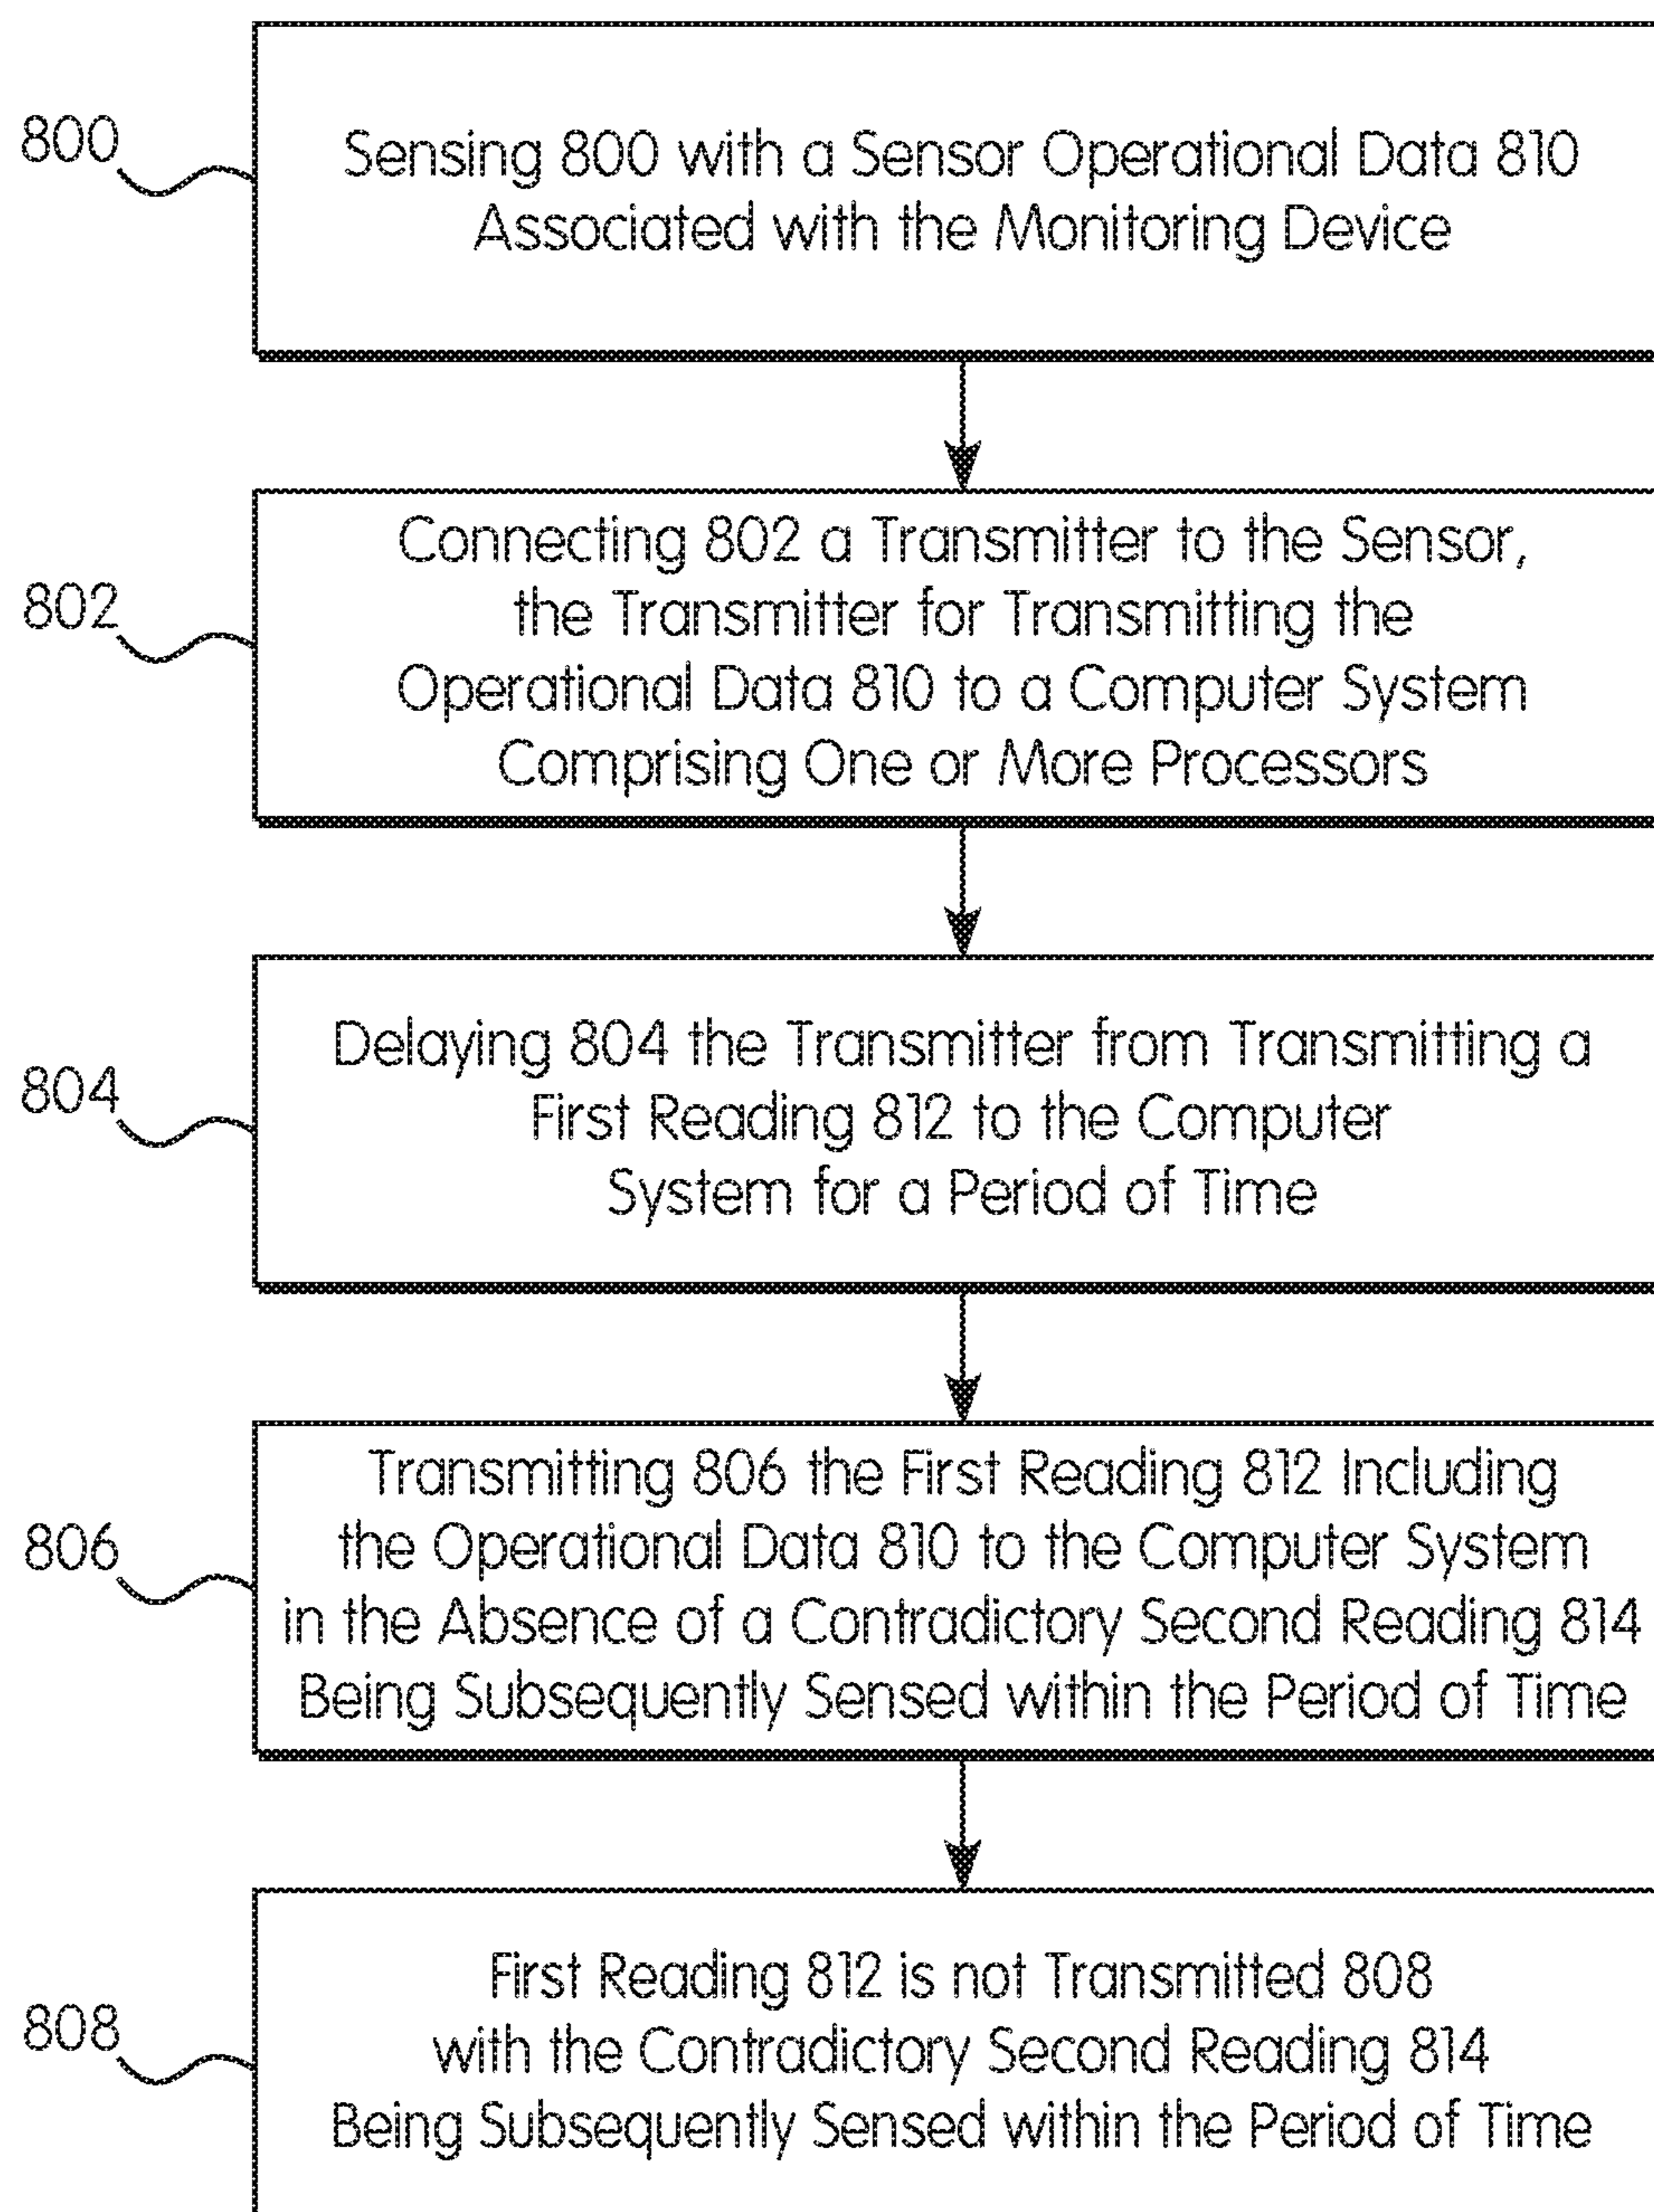 800
Sensing 800 with a Sensor Operational Data 810
Associated with the Monitoring Device
802
Connecting 802 a Transmitter to the Sensor,
the Transmitter for Transmitting the
Operational Data 810 to a Computer System
Comprising One or More Processors
804
Delaying 804 the Transmitter from Transmitting a
First Reading 812 to the Computer
System for a Period of Time
806
Transmitting 806 the First Reading 812 Including
the Operational Data 810 to the Computer System
in the Absence of a Contradictory Second Reading 814
Being Subsequently Sensed within the Period of Time
808
First Reading 812 is not Transmitted 808
with the Contradictory Second Reading 814
Being Subsequently Sensed within the Period of Time